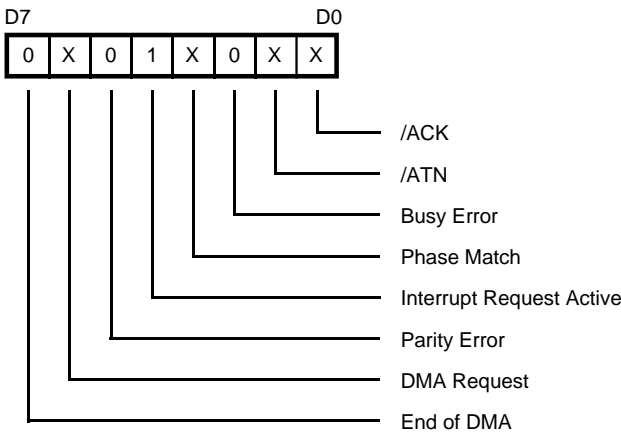 D7 D0
0 X 0 1 X 0 X X
/ACK
/ATN
Busy Error
Phase Match
Interrupt Request Active
Parity Error
DMA Request
End of DMA